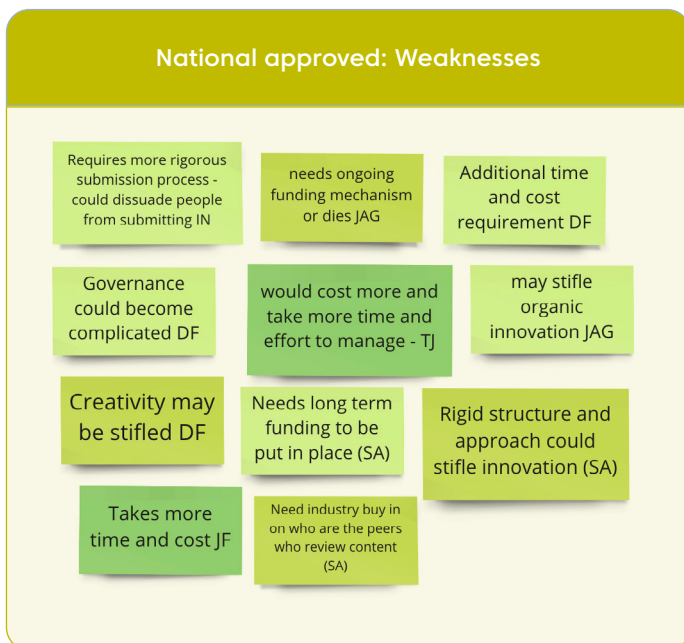 National approved: Weaknesses
Requires more rigorous
submission process -
could dissuade people
from submitting IN
needs ongoing
funding mechanism
or dies JAG
Additional time
and cost
requirement DF
Governance
could become
complicated DF
would cost more and
take more time and
effort to manage - TJ
may stifle
organic
innovation JAG
Creativity may
be stifled DF
Needs long term
funding to be
put in place (SA)
Rigid structure and
approach could
stifle innovation (SA)
Takes more
time and cost JF
Need industry buy in
on who are the peers
who review content
(SA)